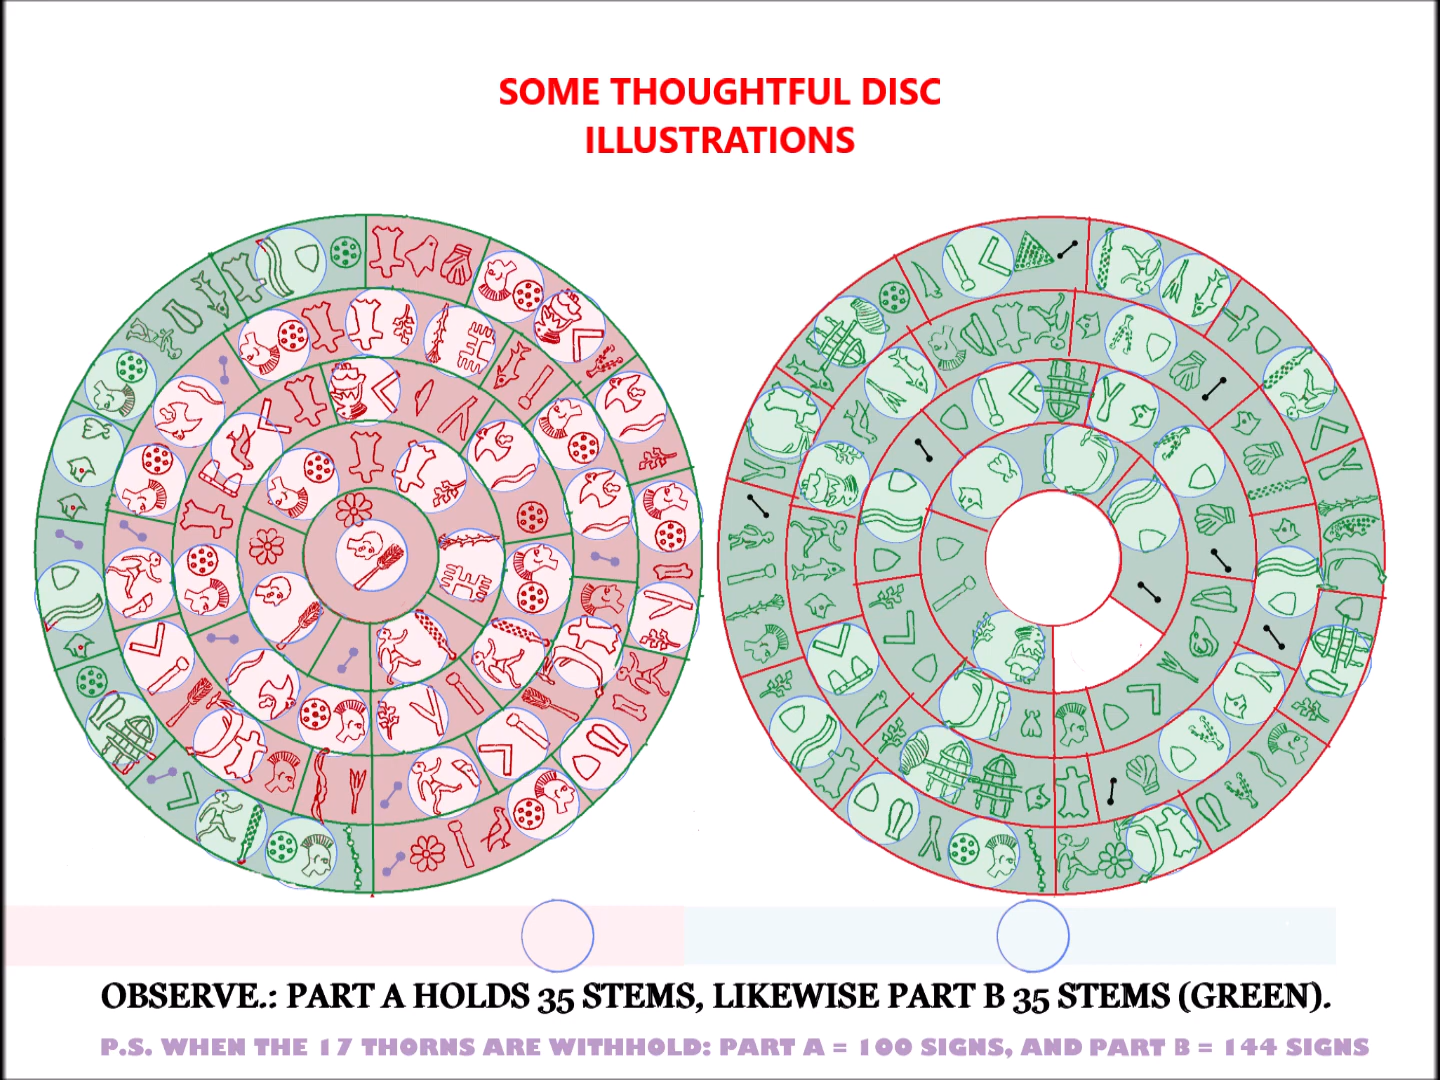 SOME THOUGHTFUL DISC
ILLUSTRATIONS
OBSERVE.: PART A HOLDS 35 STEMS, LIKEWISE PART B 35 STEMS (GREEN).
P.S. WHEN THE 17 THORNS ARE WITHHOLD: PART A = 100 SIGNS, AND PART B = 144 SIGNS